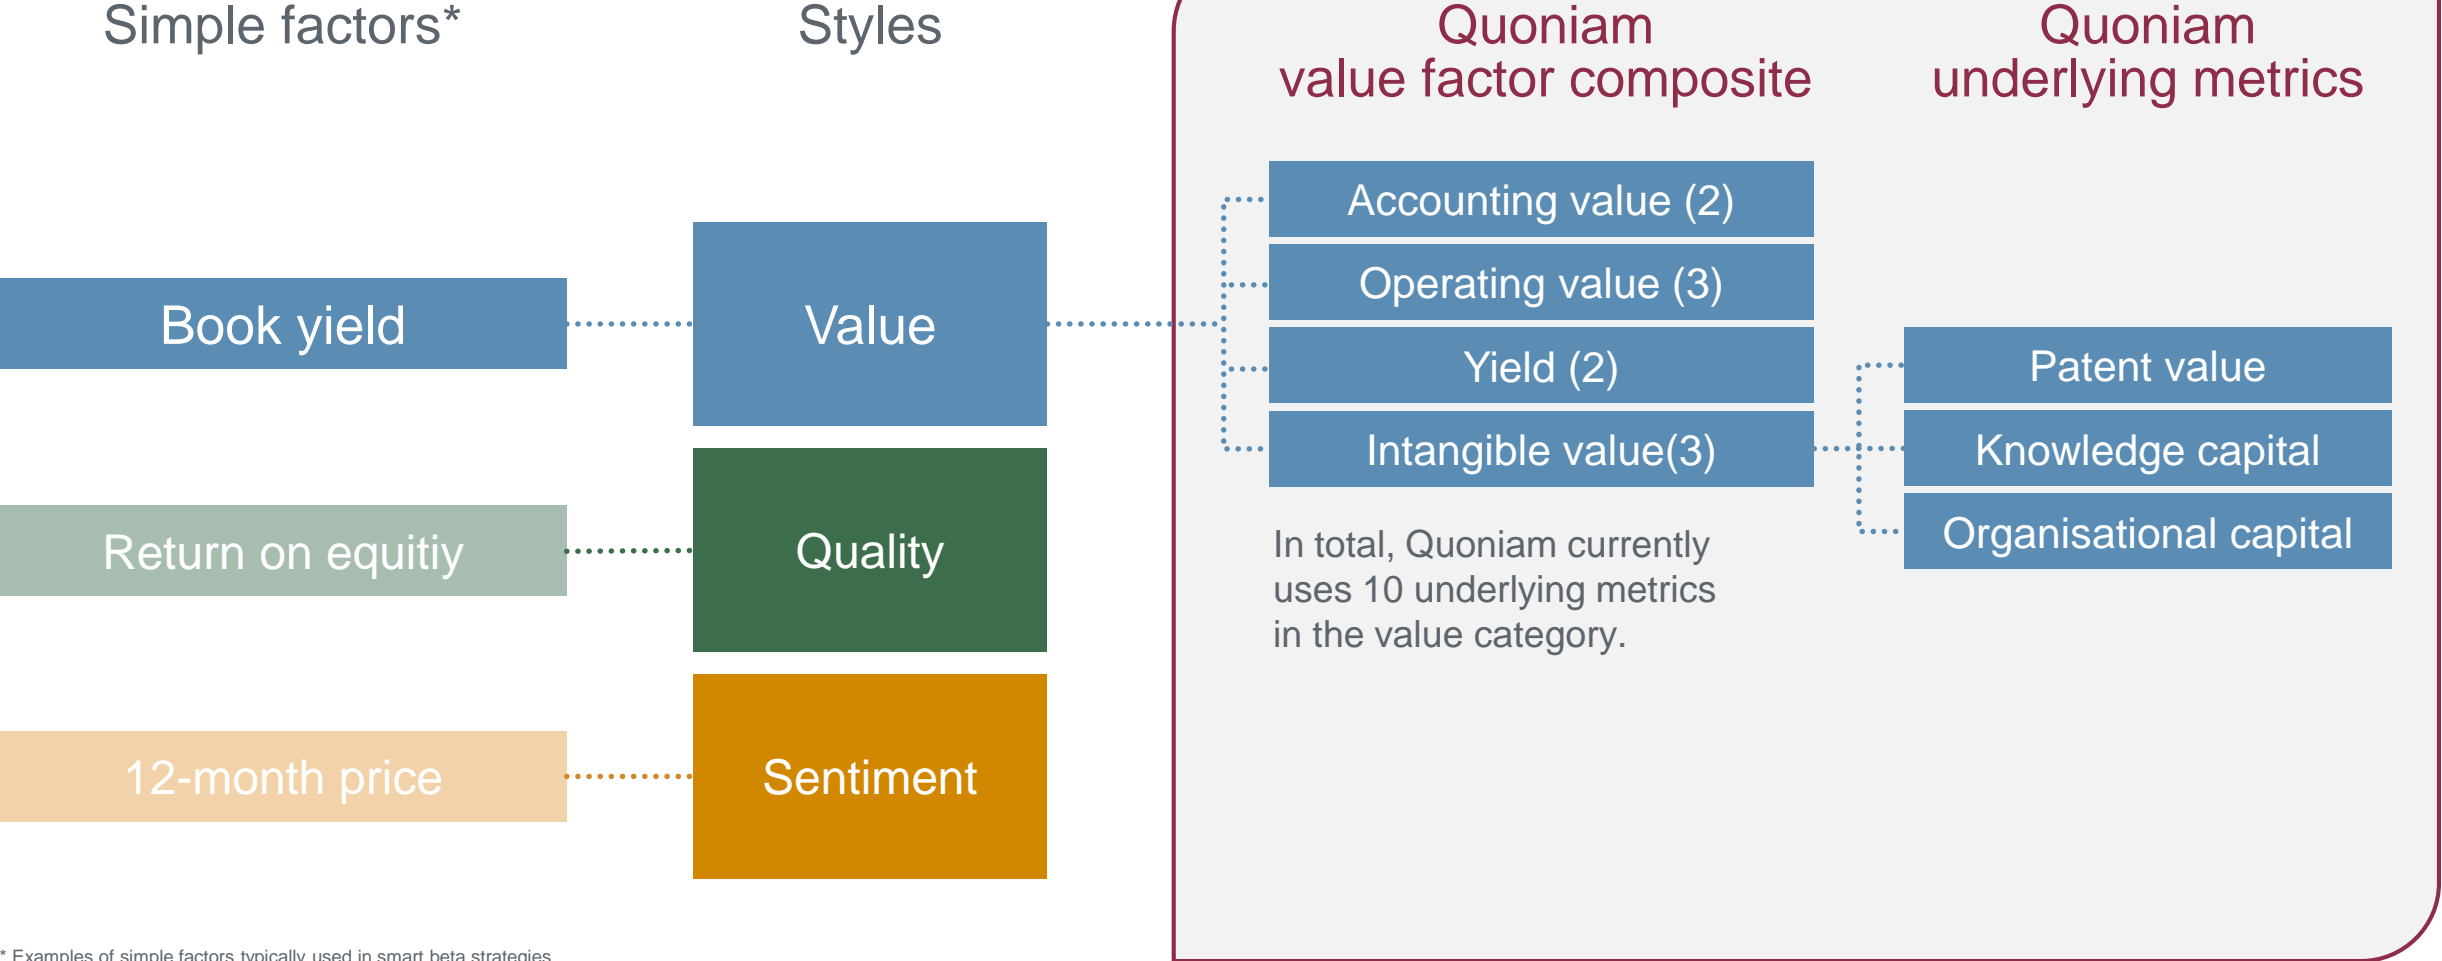 Simple factors*
Styles
Quoniam
value factor composite
Quoniam
underlying metrics
Book yield
Value
Accounting value (2)
Operating value (3)
Yield (2)
Intangible value(3)
Patent value
Knowledge capital
Organisational capital
Return on equitiy
Quality
In total, Quoniam currently
uses 10 underlying metrics
in the value category.
12-month price
Sentiment
* Examples of simple factors typically used in smart beta strategies